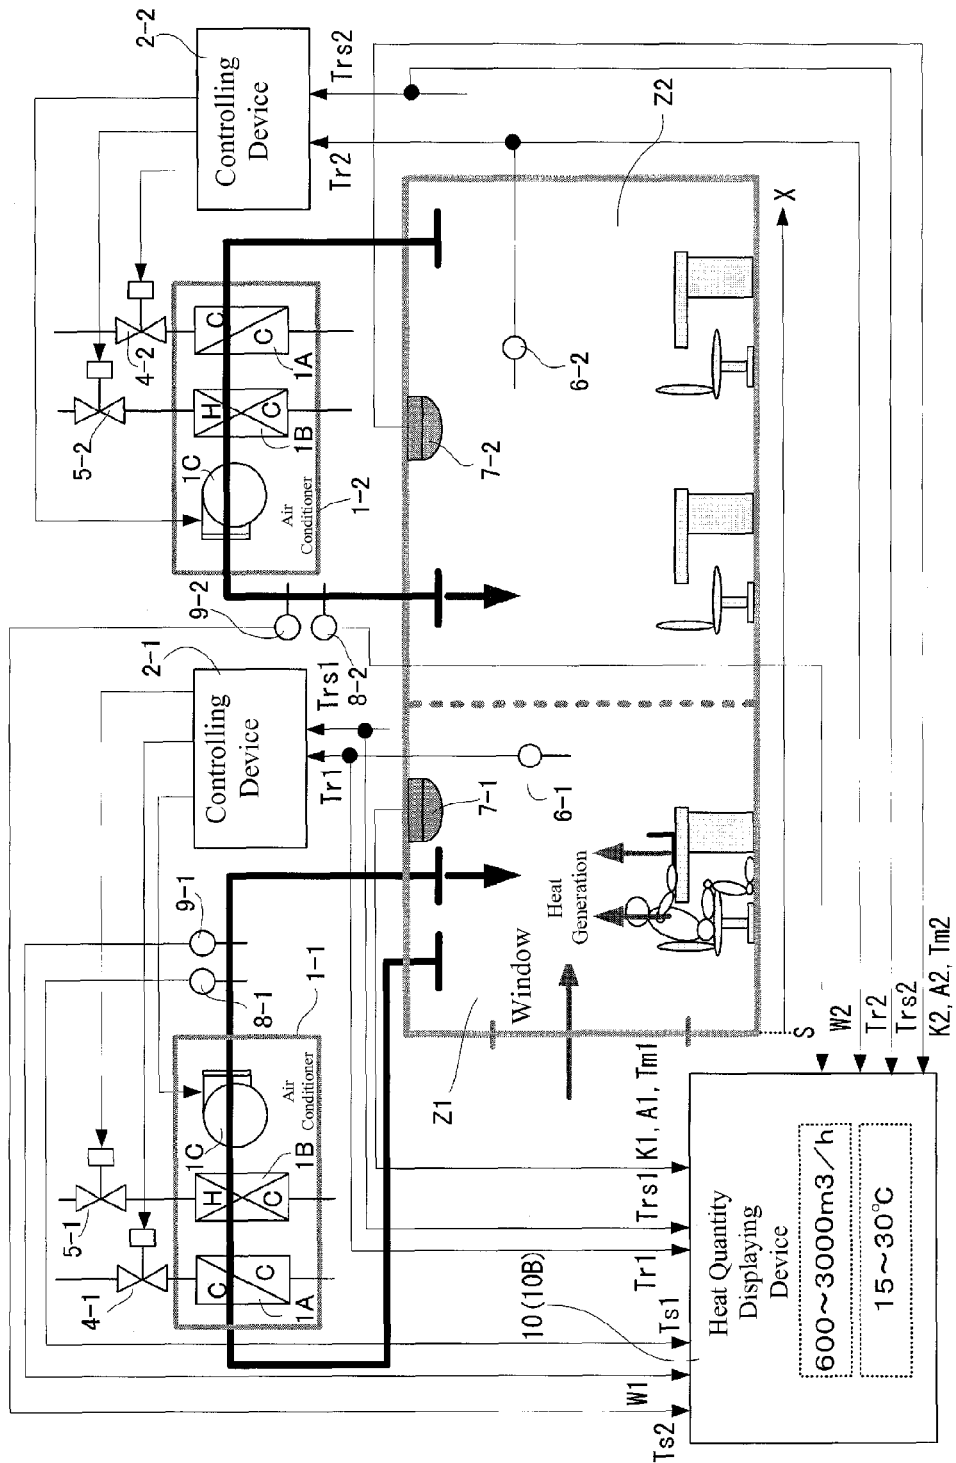 5-1
4-1
C
C
1A
H
C
1B
1C
Air
Conditioner
1-1
8-1
9-1
2-1
Controlling
Device
Tr1
Trs1
5-2
4-2
9-2
8-2
1C
H
C
1B
C
C
1A
Air
Conditioner
1-2
2-2
Controlling
Device
Tr2
Trs2
Z1
Window
Heat
Generation
7-1
6-1
7-2
6-2
Z2
S
X
10(10B)
Ts2
W1
Ts1
Tr1
Trs1
K1, A1, Tm1
Heat Quantity
Displaying
Device
600～3000m3/h
15～30℃
W2
Tr2
Trs2
K2, A2, Tm2